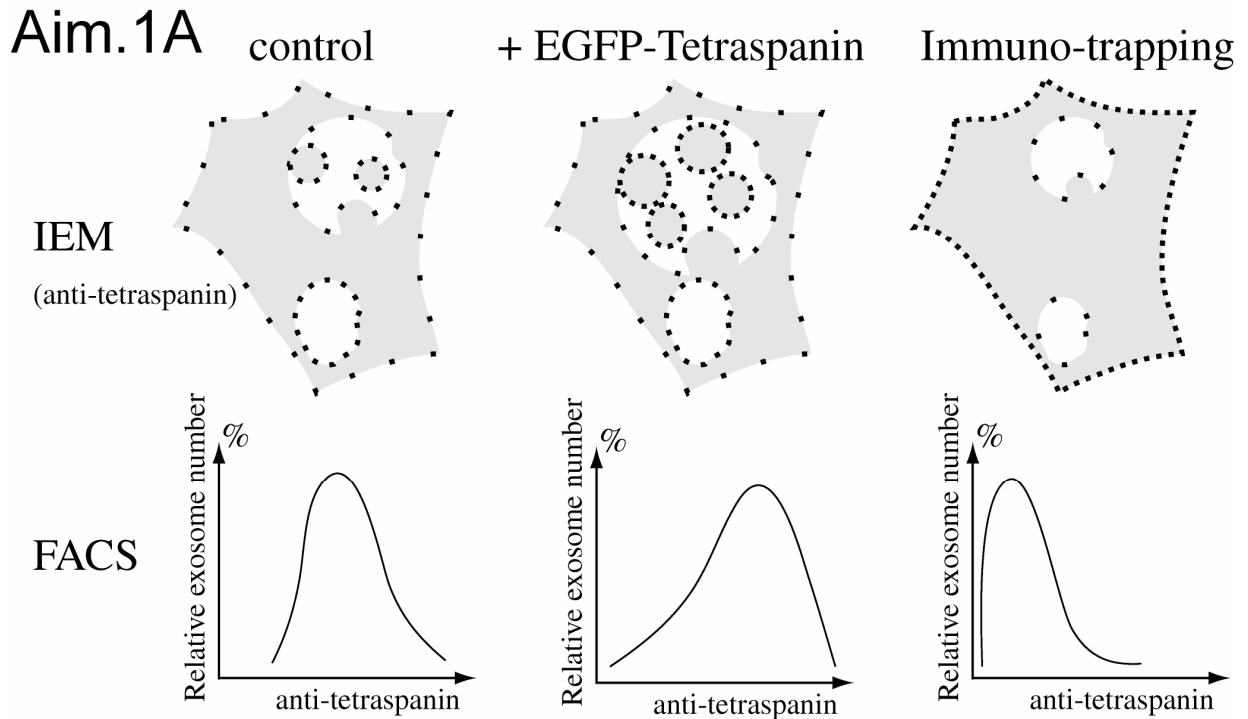 Aim.1A
control
+ EGFP-Tetraspanin
Immuno-trapping
IEM
(anti-tetraspanin)
FACS
Relative exosome number
%
anti-tetraspanin
Relative exosome number
%
anti-tetraspanin
Relative exosome number
%
anti-tetraspanin